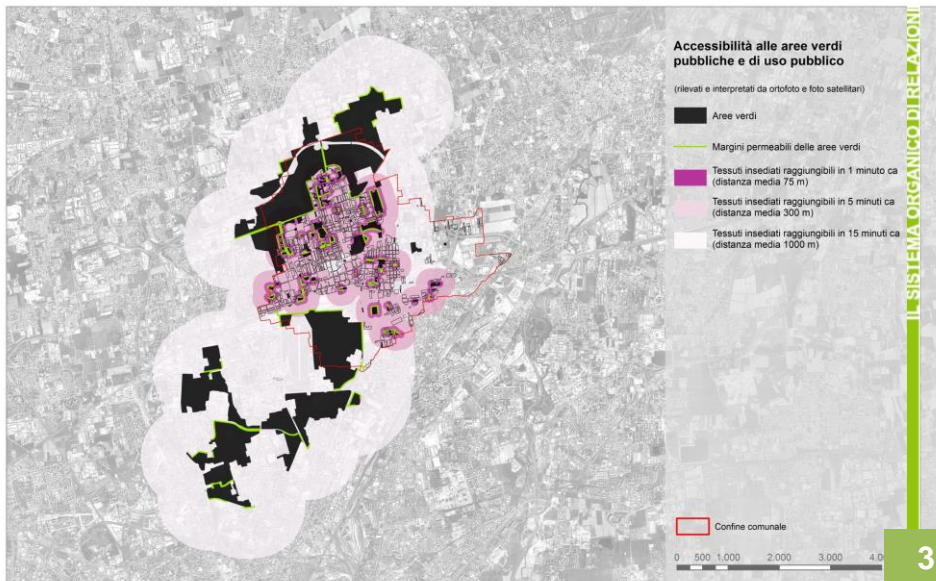 Accessibilità alle aree verdi
pubbliche e di uso pubblico
(rilevati e interpretati da ortofoto e foto satellitari)
Aree verdi
Margini permeabili delle aree verdi
Tessuti insediati raggiungibili in 1 minuto ca
(distanza media 75 m)
Tessuti insediati raggiungibili in 5 minuti ca
(distanza media 300 m)
Tessuti insediati raggiungibili in 15 minuti ca
(distanza media 1000 m)
Confine comunale
0 500 1.000 2.000 3.000
IL SISTEMA ORGANICO DI RELAZIONI
3